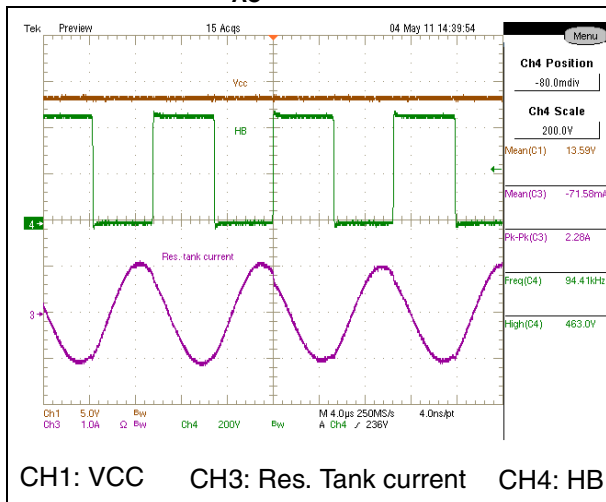 Tek Preview 15 Acqs 04 May 11 14:39:54
Menu
Ch4 Position
-80.0mdiv
Ch4 Scale
200.0V
Vcc
HB
Mean(C1) 13.59V
Mean(C3) -71.58mA
4
Pk-Pk(C3) 2.28A
Res. tank current
Freq(C4) 94.41kHz
3
High(C4) 463.0V
Ch1 5.0V Bw M 4.0µs 250MS/s 4.0ns/pt
Ch3 1.0A Ω Bw Ch4 200V Bw A Ch4 ∕ 236V
CH1: VCC CH3: Res. Tank current CH4: HB